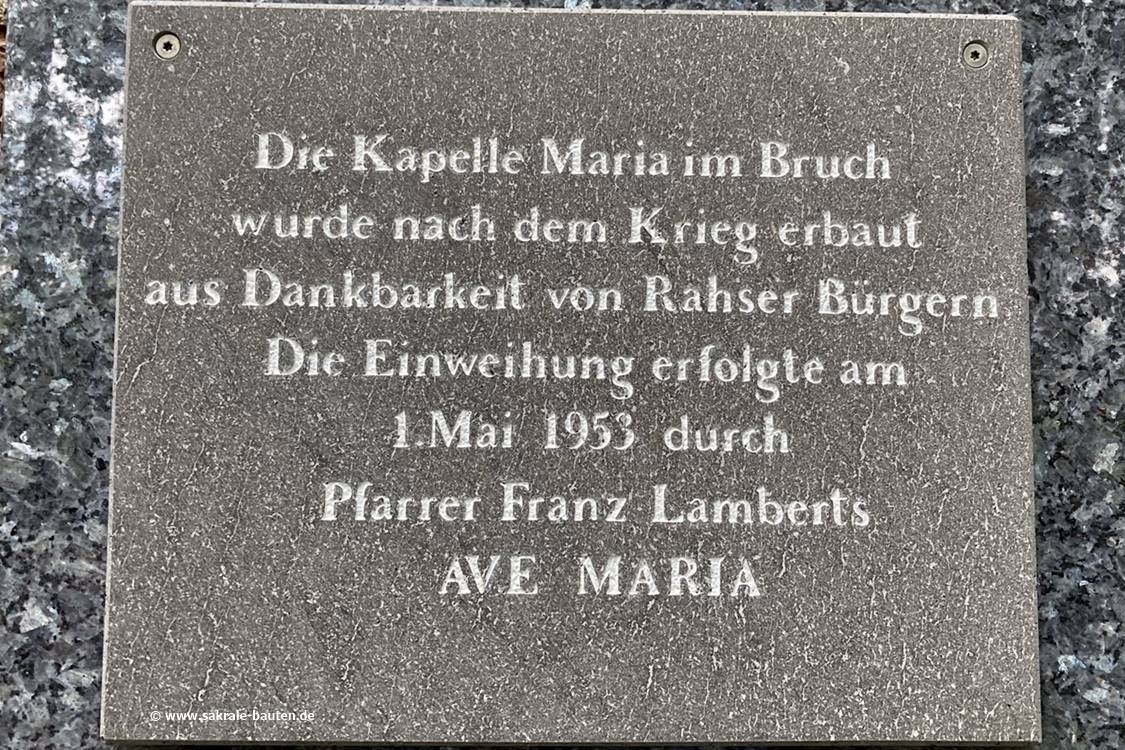 Die Kapelle Maria im Bruch
wurde nach dem Krieg erbaut
aus Dankbarkeit von Rahser Bürgern.
Die Einweihung erfolgte am
1.Mai 1953 durch
Pfarrer Franz Lamberts
AVE MARIA
© www.sakrale-bauten.de